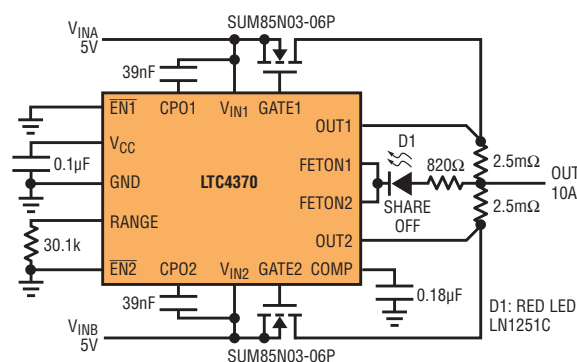 SUM85N03-06P
VINA
5V
39nF
EN1
CPO1
VIN1
GATE1
OUT1
VCC
0.1µF
GND
LTC4370
FETON1
FETON2
D1
820Ω
SHARE
OFF
2.5mΩ
2.5mΩ
OUT
10A
RANGE
30.1k
EN2
CPO2
VIN2
GATE2
COMP
OUT2
39nF
0.18µF
VINB
5V
SUM85N03-06P
D1: RED LED
LN1251C